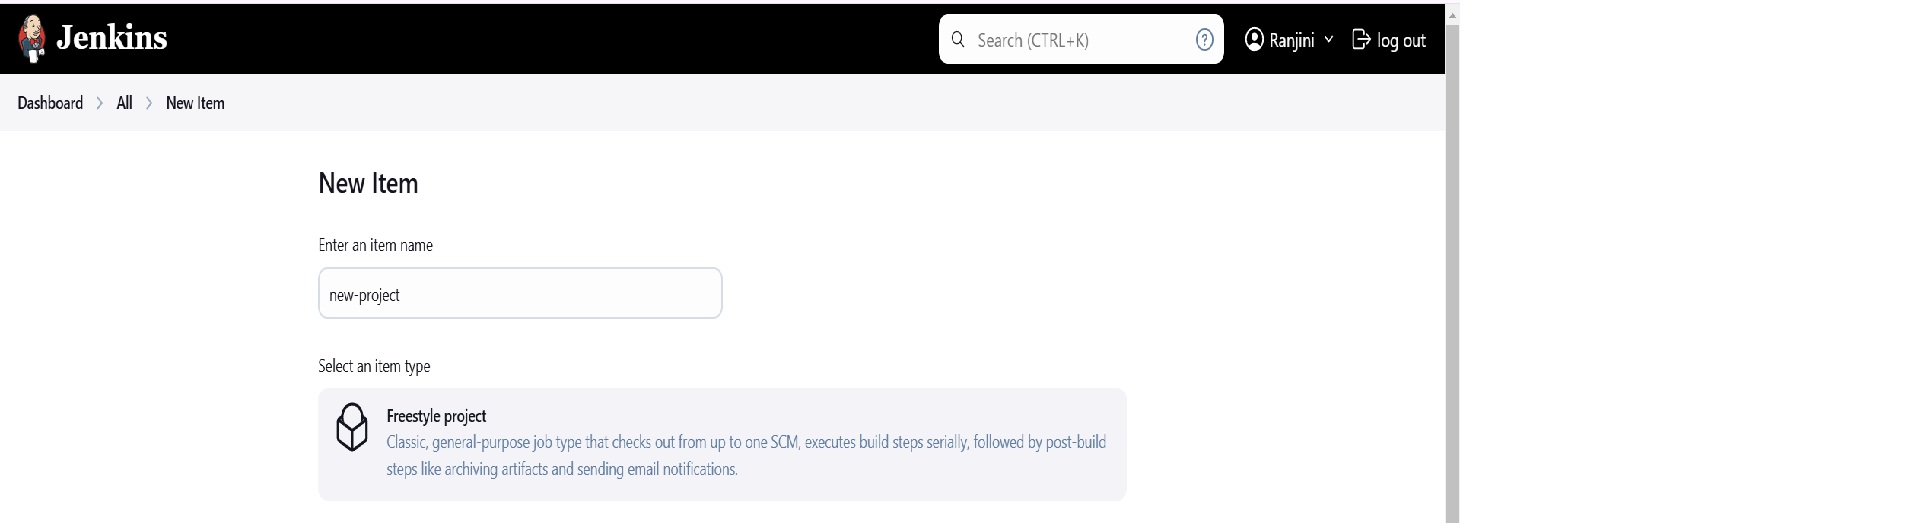 Jenkins
Search (CTRL+K)
?
Ranjini
log out
Dashboard > All > New Item
New Item
Enter an item name
new-project
Select an item type
Freestyle project
Classic, general-purpose job type that checks out from up to one SCM, executes build steps serially, followed by post-build
steps like archiving artifacts and sending email notifications.